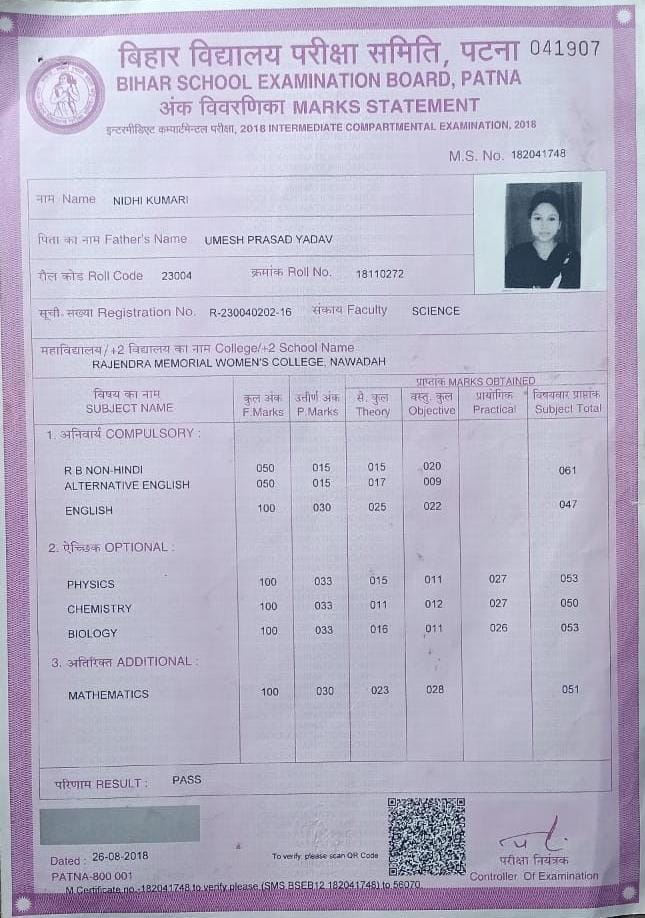 बिहार विद्यालय परीक्षा समिति, पटना 041907
BIHAR SCHOOL EXAMINATION BOARD, PATNA
अंक विवरणिका MARKS STATEMENT
इन्टरमीडिएट कम्पार्टमेन्टल परीक्षा, 2018 INTERMEDIATE COMPARTMENTAL EXAMINATION, 2018
M.S. No. 182041748
नाम Name NIDHI KUMARI
पिता का नाम Father's Name UMESH PRASAD YADAV
रौल कोड Roll Code 23004 क्रमांक Roll No. 18110272
सूची. संख्या Registration No. R-230040202-16 संकाय Faculty SCIENCE
महाविद्यालय/+2 विद्यालय का नाम College/+2 School Name
RAJENDRA MEMORIAL WOMEN'S COLLEGE, NAWADAH
प्राप्तांक MARKS OBTAINED
विषय का नाम कुल अंक उत्तीर्ण अंक सै. कुल वस्तु. कुल प्रायोगिक विषयवार प्राप्तांक
SUBJECT NAME F.Marks P.Marks Theory Objective Practical Subject Total
1. अनिवार्य COMPULSORY :
R B NON-HINDI 050 015 015 020 061
ALTERNATIVE ENGLISH 050 015 017 009
ENGLISH 100 030 025 022 047
2. ऐच्छिक OPTIONAL :
PHYSICS 100 033 015 011 027 053
CHEMISTRY 100 033 011 012 027 050
BIOLOGY 100 033 016 011 026 053
3. अतिरिक्त ADDITIONAL :
MATHEMATICS 100 030 023 028 051
परिणाम RESULT : PASS
Dated : 26-08-2018
To verify, please scan QR Code
परीक्षा नियंत्रक
PATNA-800 001
Controller Of Examination
M.Certificate no.-182041748 to verify please (SMS BSEB12 182041748) to 56070